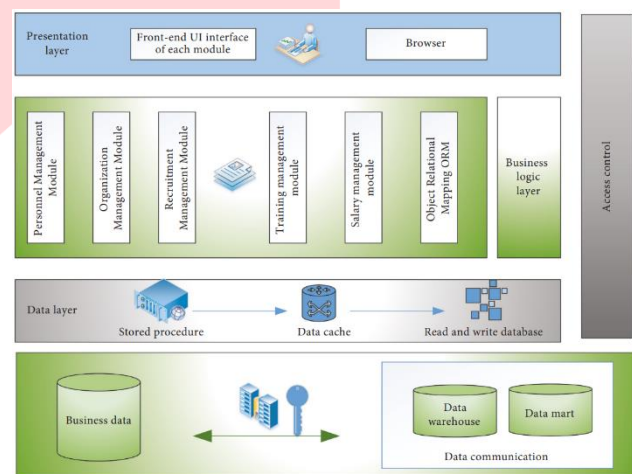 Presentation
layer
Front-end UI interface
of each module
Browser
Access control
Personnel Management
Module
Organization
Management Module
Recruitment
Management Module
Training management
module
Salary management
module
Object Relational
Mapping ORM
Business
logic
layer
Data layer
Stored procedure
Data cache
Read and write database
Business data
Data
warehouse
Data mart
Data communication